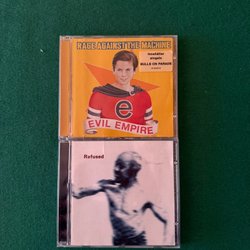 RAGE AGAINST THE MACHINE
BULLS ON PARADE
e
EVIL EMPIRE
Refused